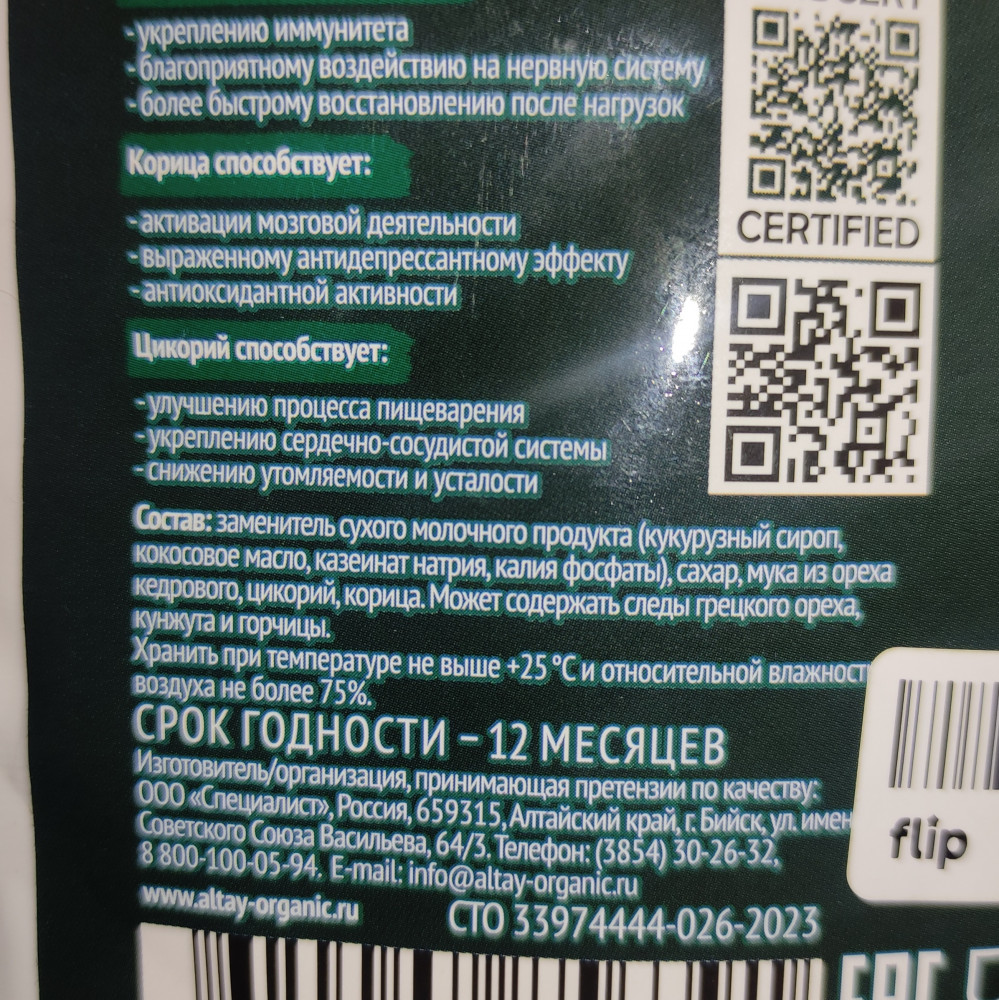 -укреплению иммунитета
-благоприятному воздействию на нервную систему
-более быстрому восстановлению после нагрузок
Корица способствует:
-активации мозговой деятельности
-выраженному антидепрессантному эффекту
-антиоксидантной активности
CERTIFIED
Цикорий способствует:
-улучшению процесса пищеварения
-укреплению сердечно-сосудистой системы
-снижению утомляемости и усталости
Состав: заменитель сухого молочного продукта (кукурузный сироп,
кокосовое масло, казеинат натрия, калия фосфаты), сахар, мука из ореха
кедрового, цикорий, корица. Может содержать следы грецкого ореха,
кунжута и горчицы.
Хранить при температуре не выше +25 °С и относительной влажност
воздуха не более 75%.
СРОК ГОДНОСТИ – 12 МЕСЯЦЕВ
Изготовитель/организация, принимающая претензии по качеству:
ООО «Специалист», Россия, 659315, Алтайский край, г. Бийск, ул. имен
Советского Союза Васильева, 64/3. Телефон: (3854) 30-26-32,
8 800-100-05-94. E-mail: info@altay-organic.ru
www.altay-organic.ru
СТО 33974444-026-2023
flip
EAC